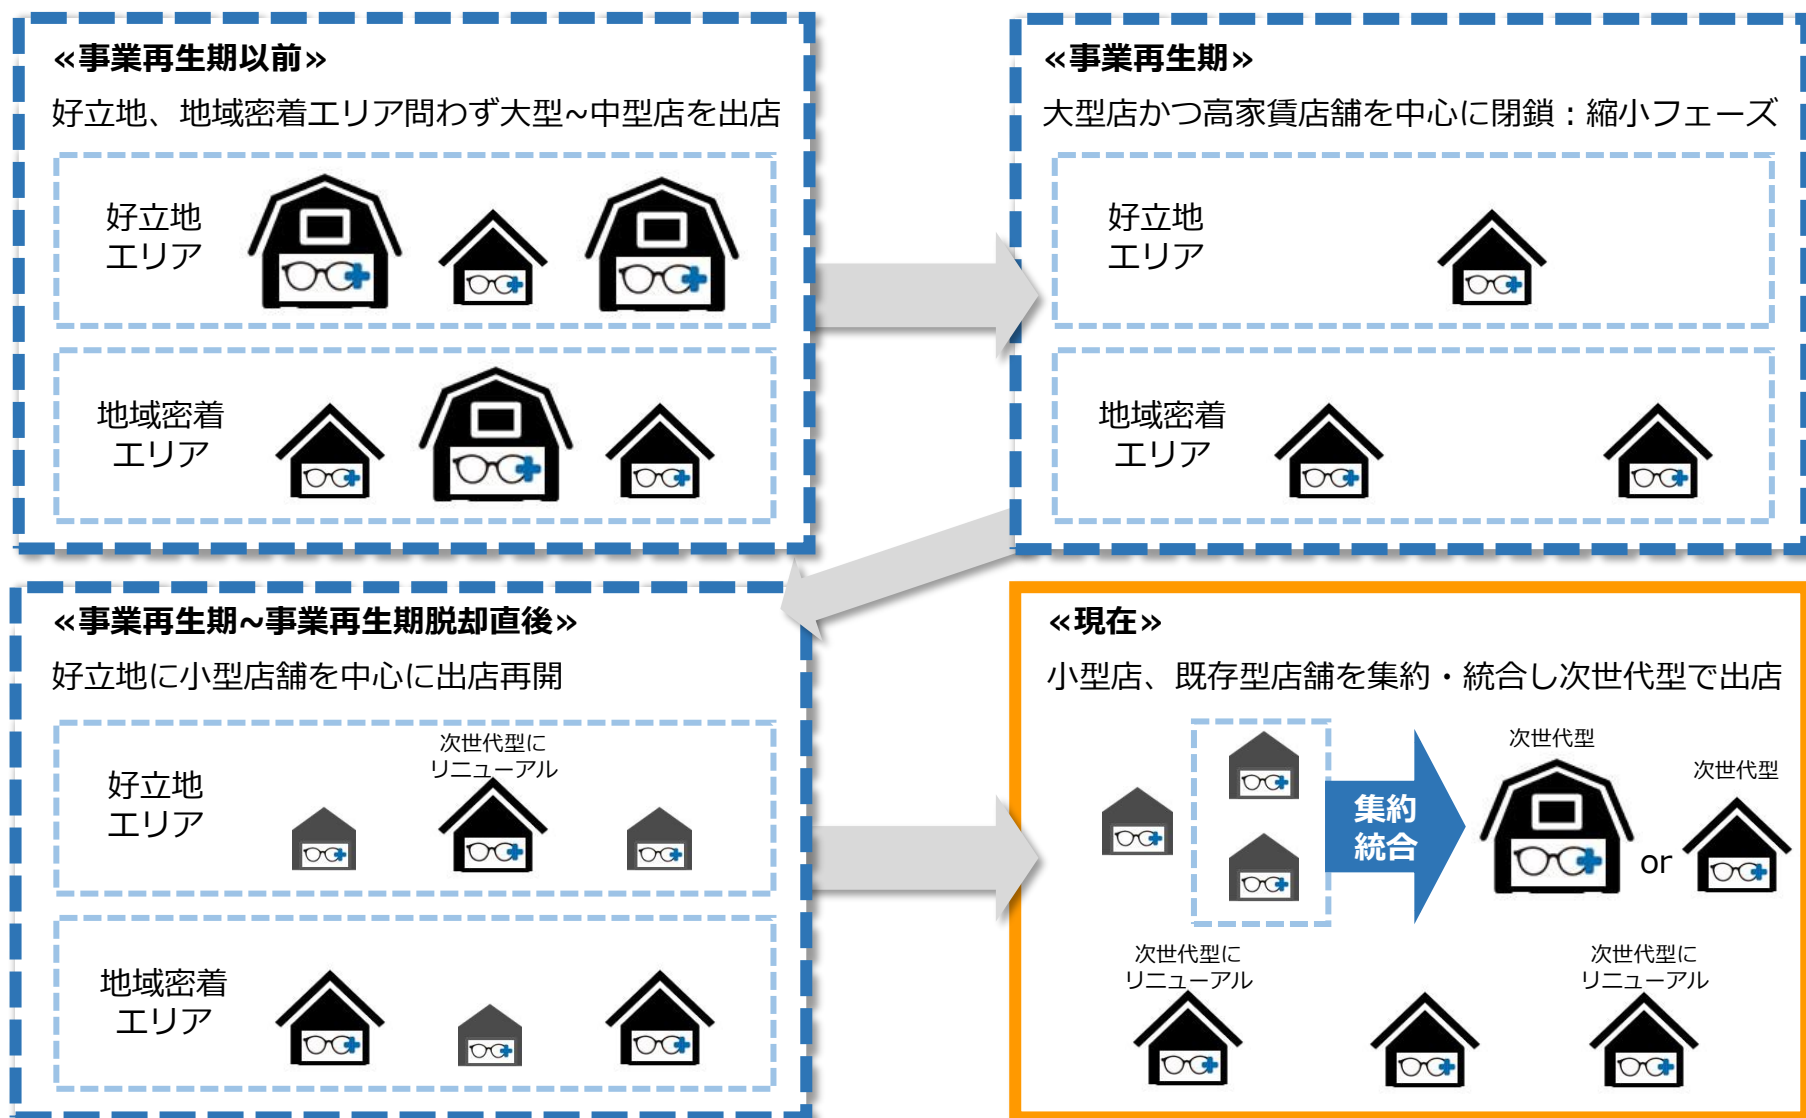 «事業再生期以前»
好立地、地域密着エリア問わず大型~中型店を出店
好立地
エリア
地域密着
エリア
«事業再生期»
大型店かつ高家賃店舗を中心に閉鎖：縮小フェーズ
好立地
エリア
地域密着
エリア
«事業再生期~事業再生期脱却直後»
好立地に小型店舗を中心に出店再開
好立地
エリア
次世代型に
リニューアル
地域密着
エリア
«現在»
小型店、既存型店舗を集約・統合し次世代型で出店
集約
統合
次世代型
or
次世代型
次世代型に
リニューアル
次世代型に
リニューアル